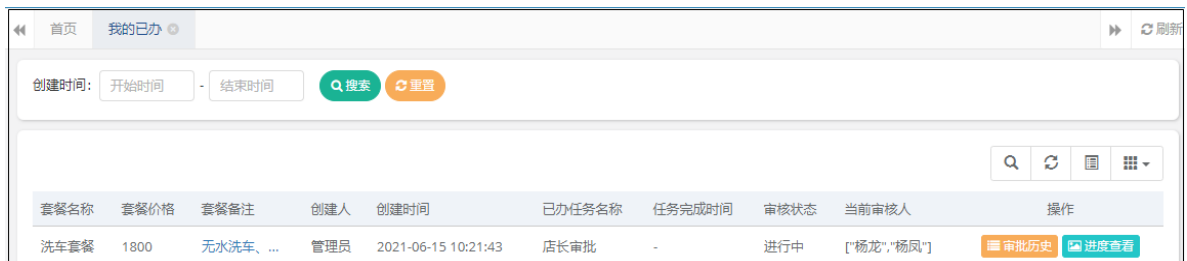 首页 我的已办 刷新
创建时间: 开始时间 - 结束时间 搜索 重置
套餐名称 套餐价格 套餐备注 创建人 创建时间 已办任务名称 任务完成时间 审核状态 当前审核人 操作
洗车套餐 1800 无水洗车、... 管理员 2021-06-15 10:21:43 店长审批 - 进行中 ["杨龙","杨凤"] 审批历史 进度查看